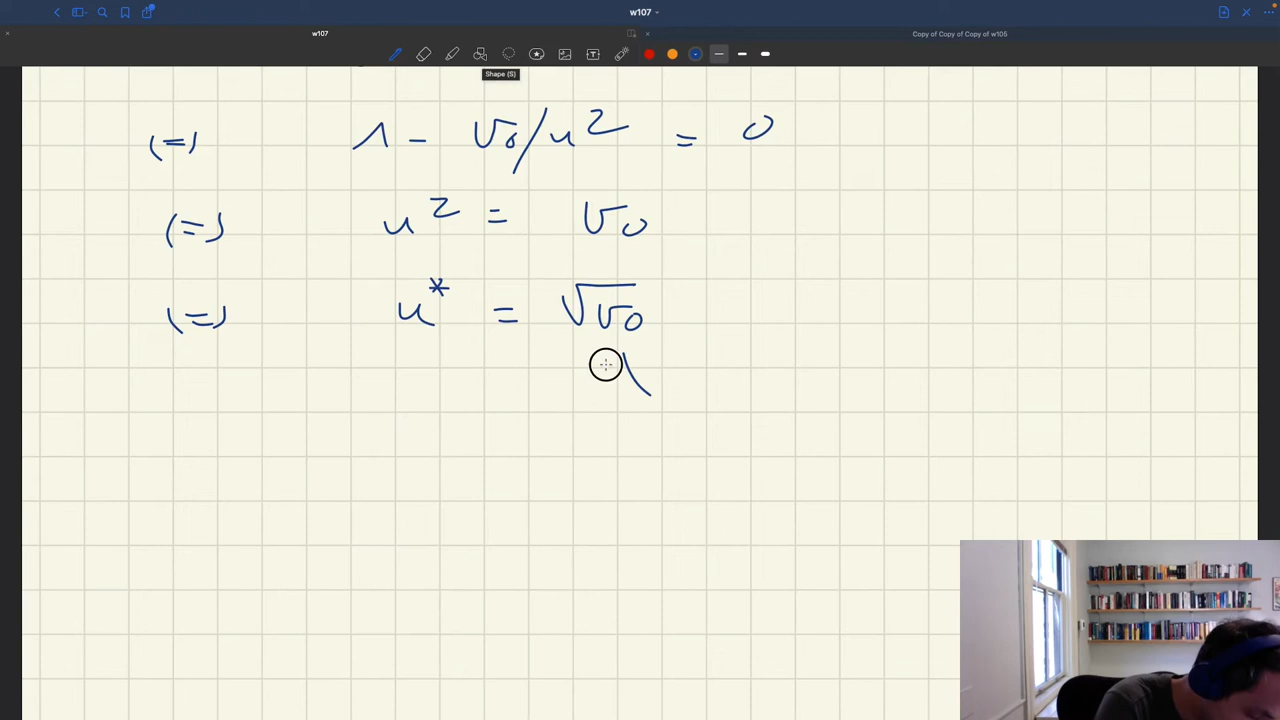 w107
w107
Copy of Copy of Copy of w105
Shape (S)
(=) 1 - v₀/u² = 0
(=) u² = v₀
(=) u* = √v₀